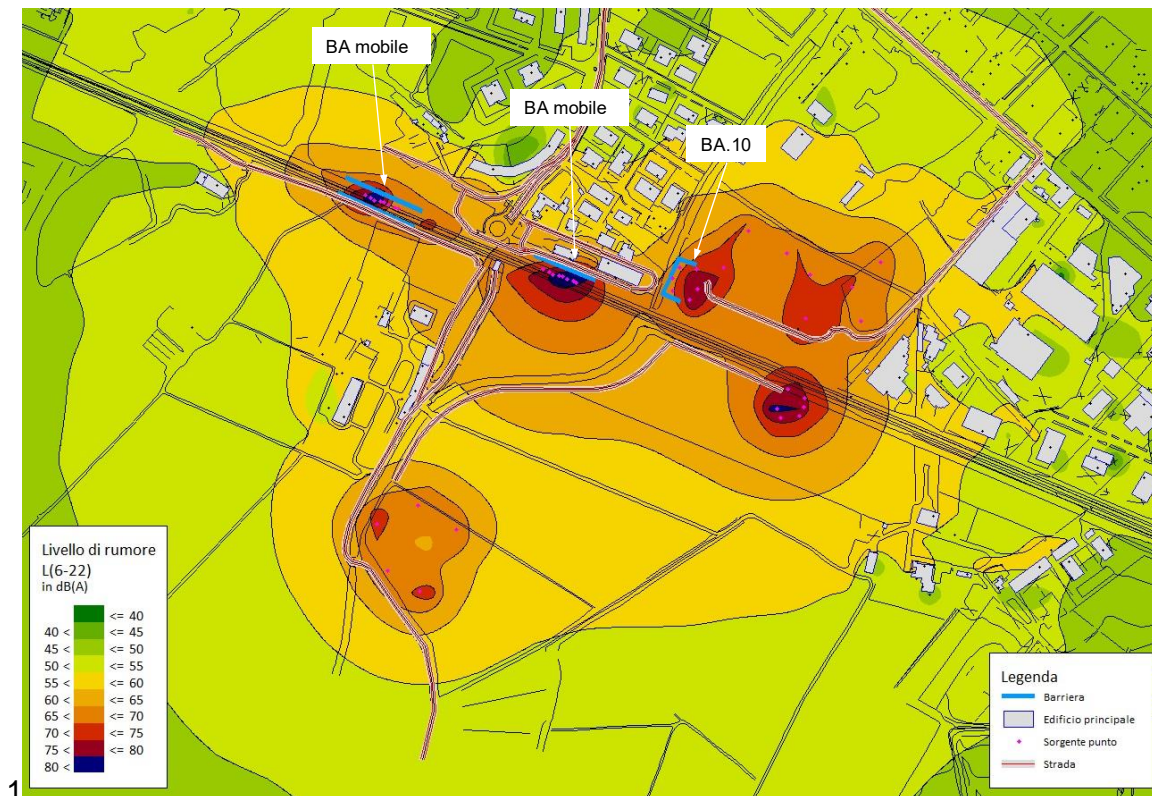 BA mobile
BA mobile
BA.10
Livello di rumore
L(6-22)
in dB(A)
<= 40
40 < <= 45
45 < <= 50
50 < <= 55
55 < <= 60
60 < <= 65
65 < <= 70
70 < <= 75
75 < <= 80
80 <
Legenda
Barriera
Edificio principale
Sorgente punto
Strada
1